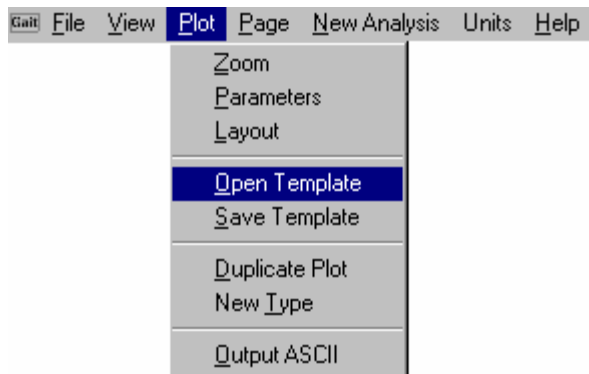 Gait File View Plot Page New Analysis Units Help
Zoom
Parameters
Layout
Open Template
Save Template
Duplicate Plot
New Type
Output ASCII